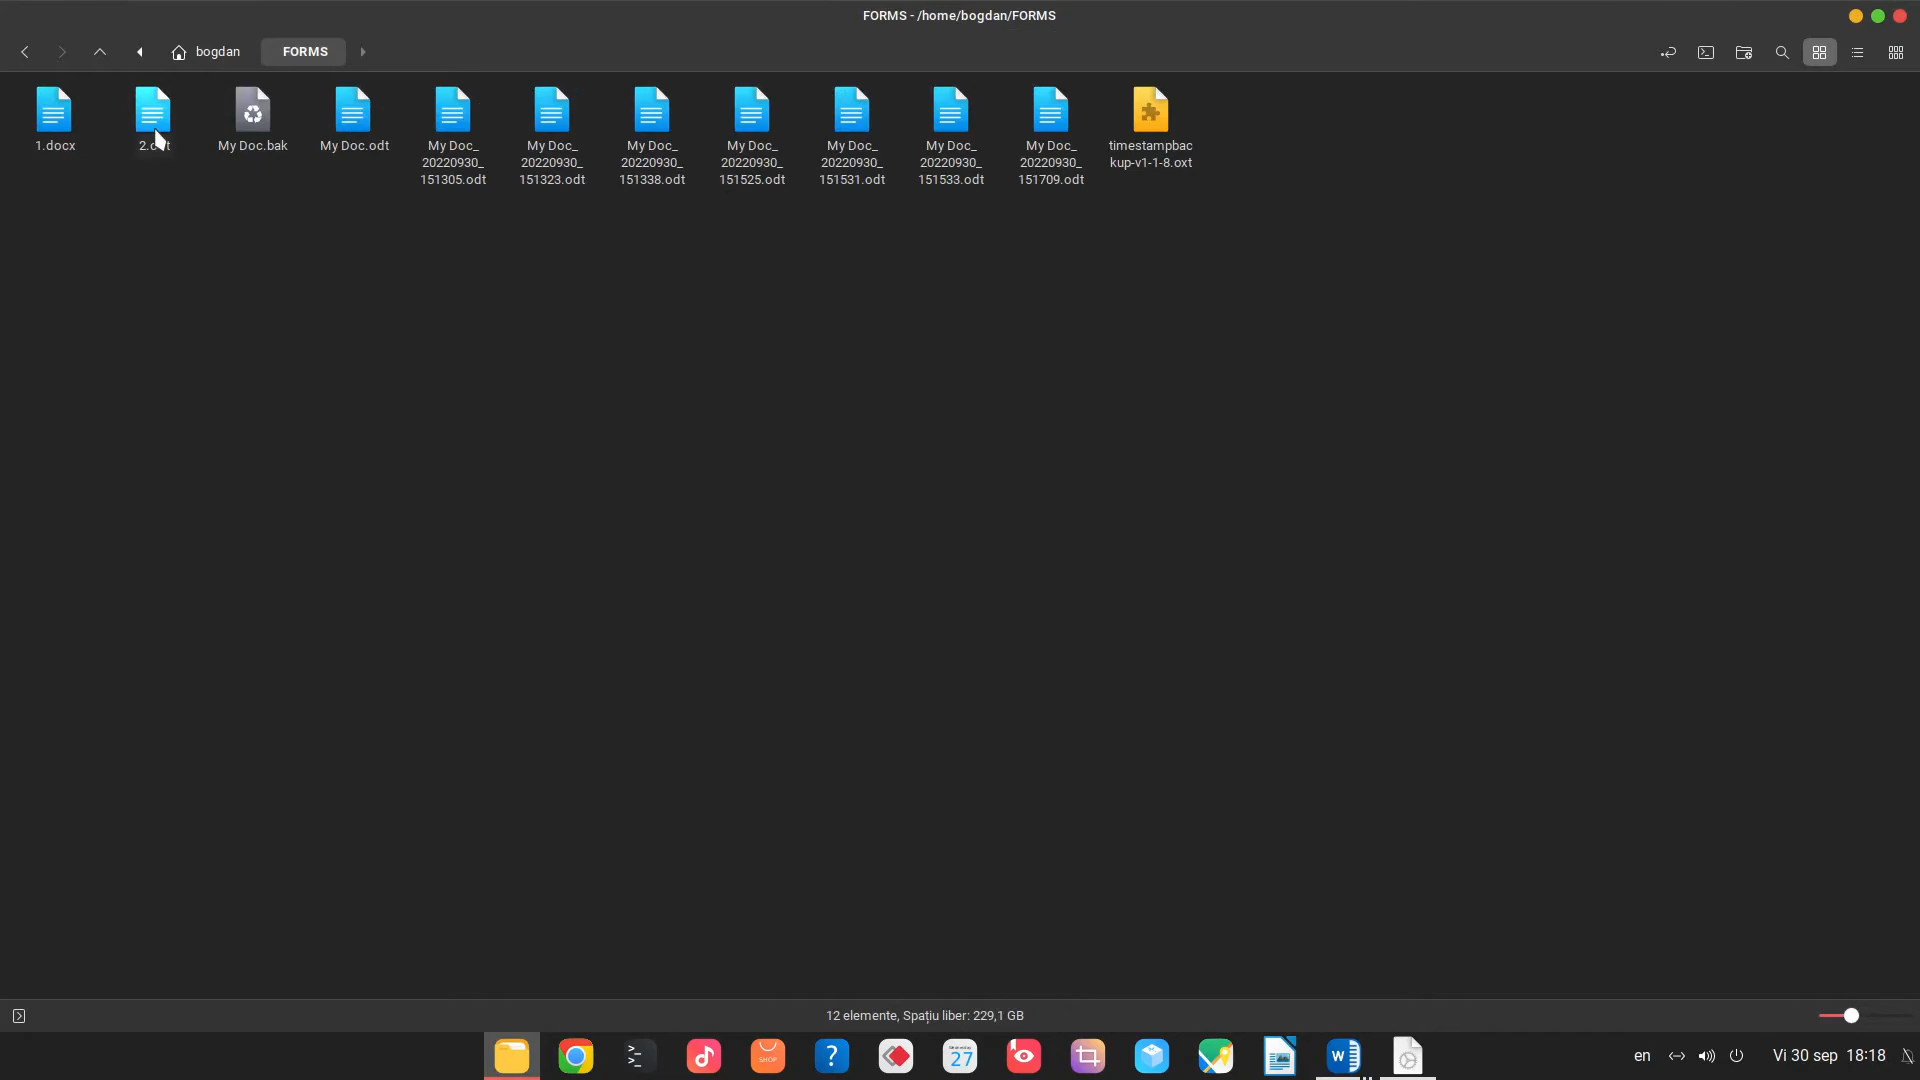 FORMS - /home/bogdan/FORMS
bogdan
FORMS
1.docx
My Doc.bak
My Doc.odt
My Doc_
20220930_
151305.odt
My Doc_
20220930_
151323.odt
My Doc_
20220930_
151338.odt
My Doc_
20220930_
151525.odt
My Doc_
20220930_
151531.odt
My Doc_
20220930_
151533.odt
My Doc_
20220930_
151709.odt
timestampbac
kup-v1-1-8.oxt
12 elemente, Spațiu liber: 229,1 GB
SHOP
?
Wednesday
27
W
en
Vi 30 sep 18:18